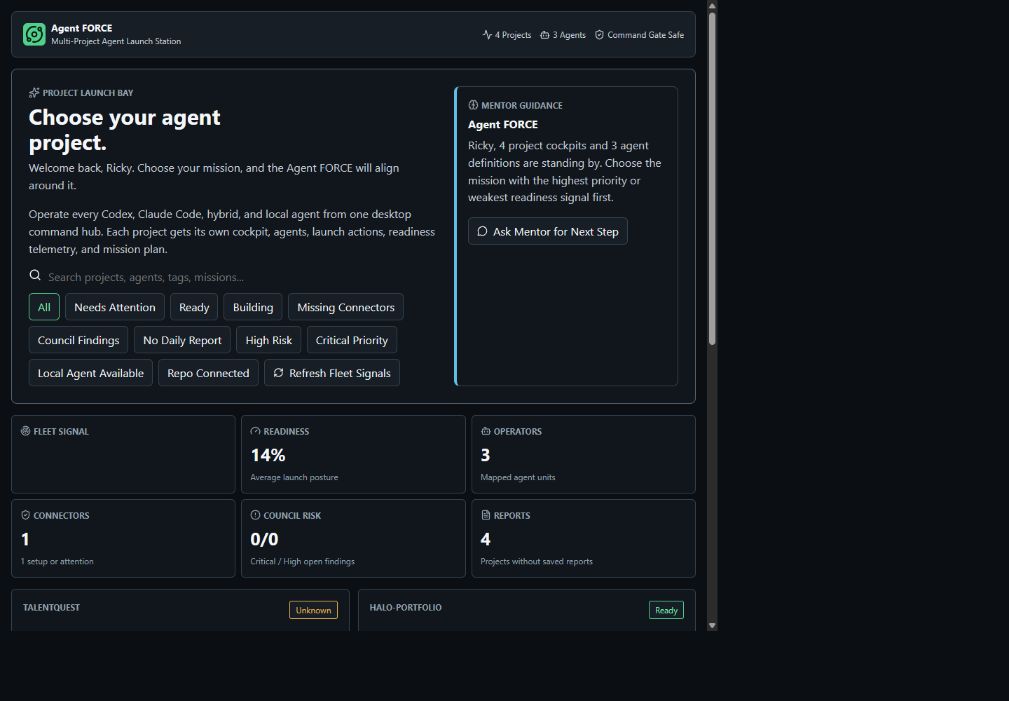 Agent FORCE
Multi-Project Agent Launch Station
4 Projects
3 Agents
Command Gate Safe
PROJECT LAUNCH BAY
Choose your agent
project.
Welcome back, Ricky. Choose your mission, and the Agent FORCE will align
around it.
Operate every Codex, Claude Code, hybrid, and local agent from one desktop
command hub. Each project gets its own cockpit, agents, launch actions, readiness
telemetry, and mission plan.
Search projects, agents, tags, missions...
All
Needs Attention
Ready
Building
Missing Connectors
Council Findings
No Daily Report
High Risk
Critical Priority
Local Agent Available
Repo Connected
Refresh Fleet Signals
MENTOR GUIDANCE
Agent FORCE
Ricky, 4 project cockpits and 3 agent
definitions are standing by. Choose the
mission with the highest priority or
weakest readiness signal first.
Ask Mentor for Next Step
FLEET SIGNAL
READINESS
14%
Average launch posture
OPERATORS
3
Mapped agent units
CONNECTORS
1
1 setup or attention
COUNCIL RISK
0/0
Critical / High open findings
REPORTS
4
Projects without saved reports
TALENTQUEST
Unknown
HALO-PORTFOLIO
Ready